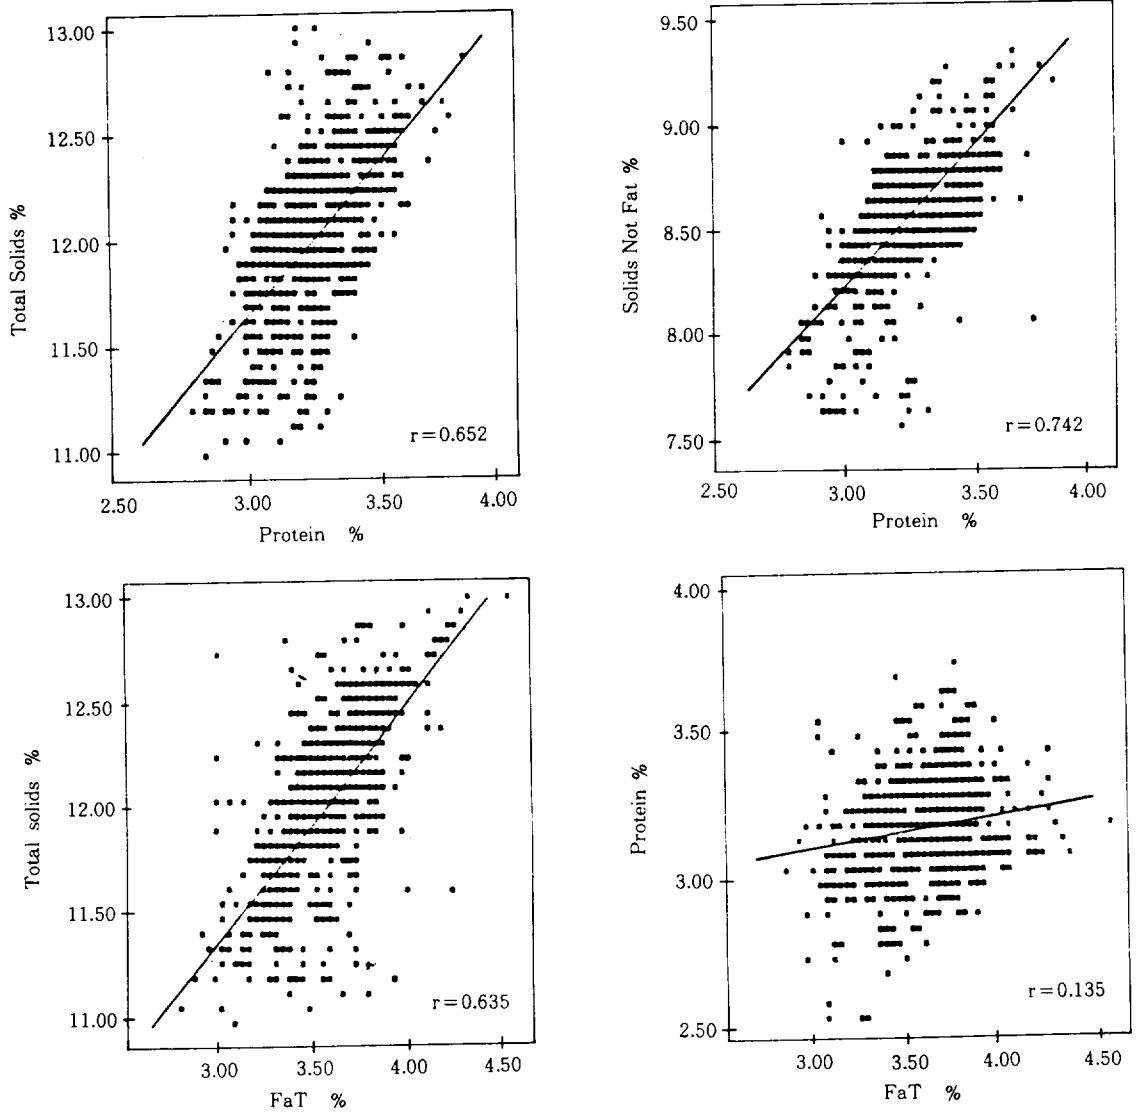 13.00
12.50
12.00
11.50
11.00
Total Solids %
r=0.652
2.50 3.00 3.50 4.00
Protein %
9.50
9.00
8.50
8.00
7.50
Solids Not Fat %
r=0.742
2.50 3.00 3.50 4.00
Protein %
13.00
12.50
12.00
11.50
11.00
Total solids %
r=0.635
3.00 3.50 4.00 4.50
FaT %
4.00
3.50
3.00
2.50
Protein %
r=0.135
3.00 3.50 4.00 4.50
FaT %